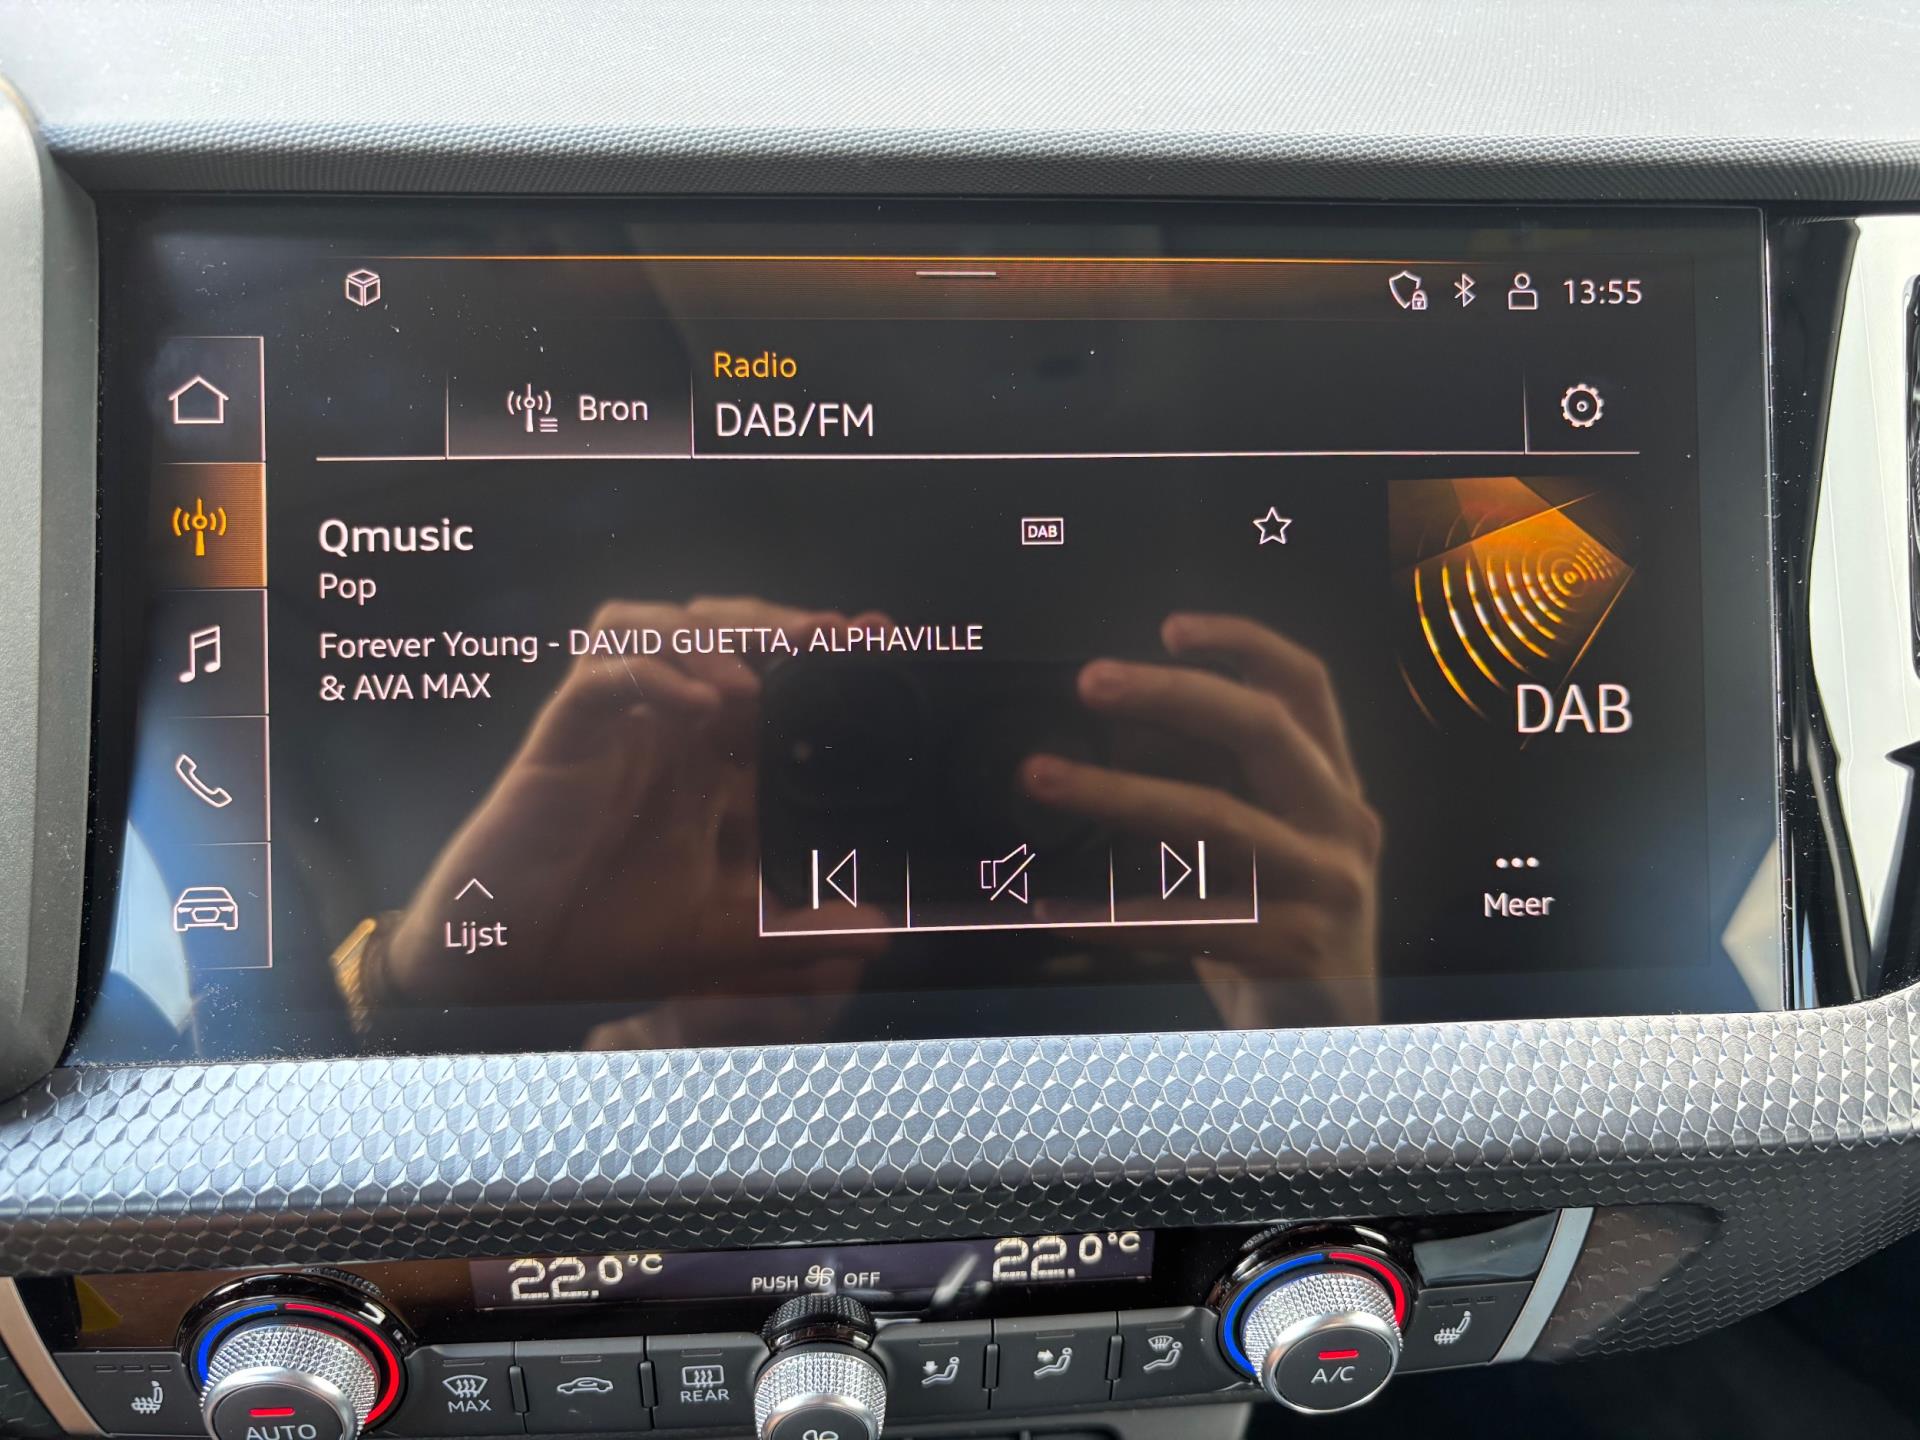 13:55
Radio
Bron
DAB/FM
Qmusic
DAB
Pop
Forever Young - DAVID GUETTA, ALPHAVILLE
& AVA MAX
DAB
Lijst
Meer
22.0°C
PUSH OFF
22.0°C
AUTO
MAX
REAR
A/C